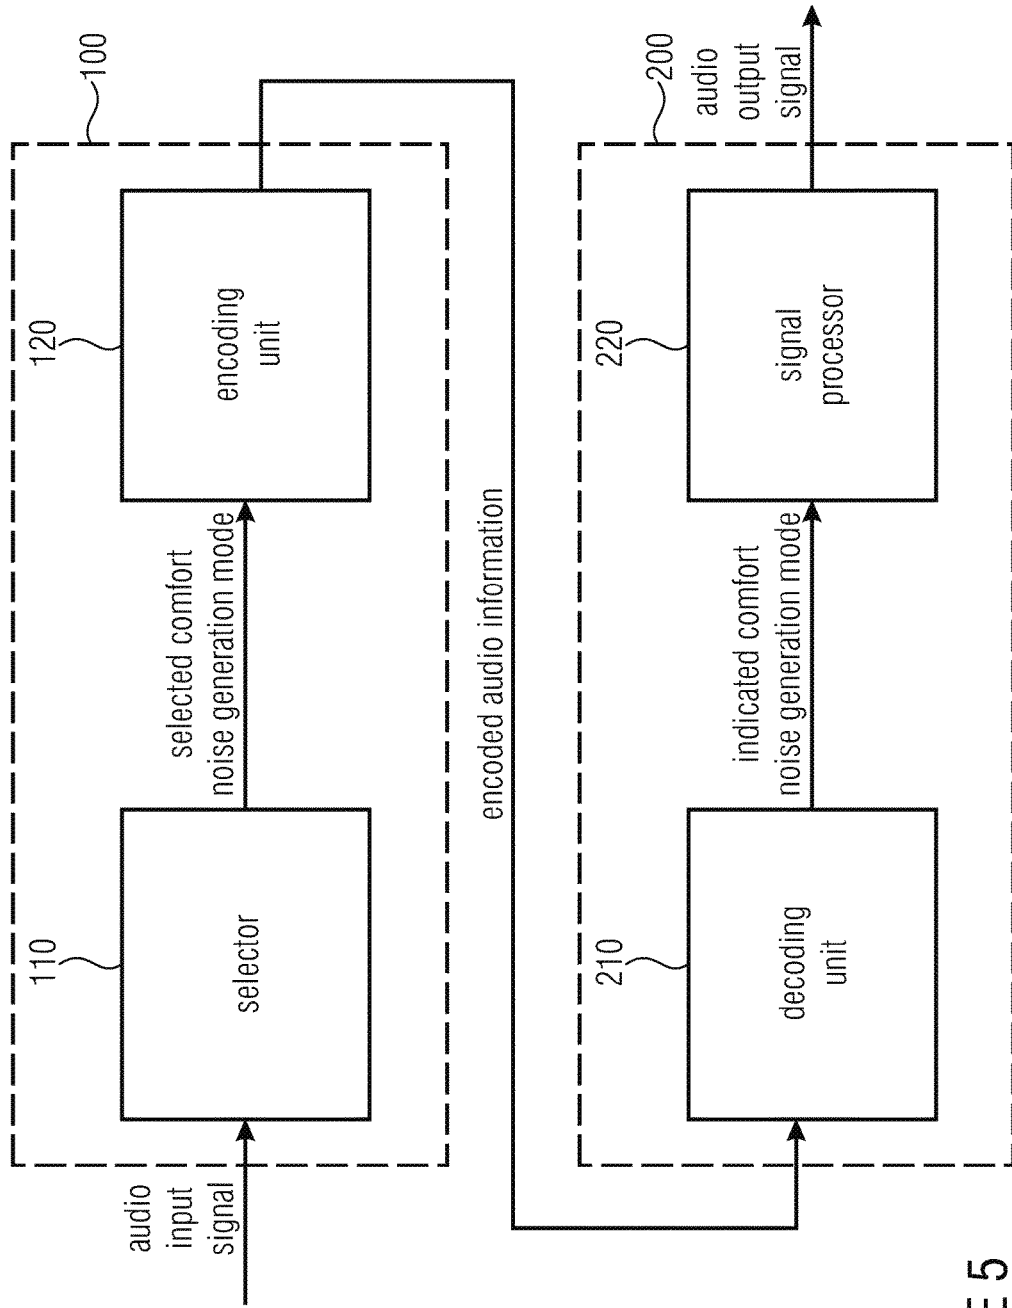 100
120
110
encoding
unit
selected comfort
noise generation mode
selector
audio
input
signal
encoded audio information
200
audio
output
signal
220
210
signal
processor
indicated comfort
noise generation mode
decoding
unit
5